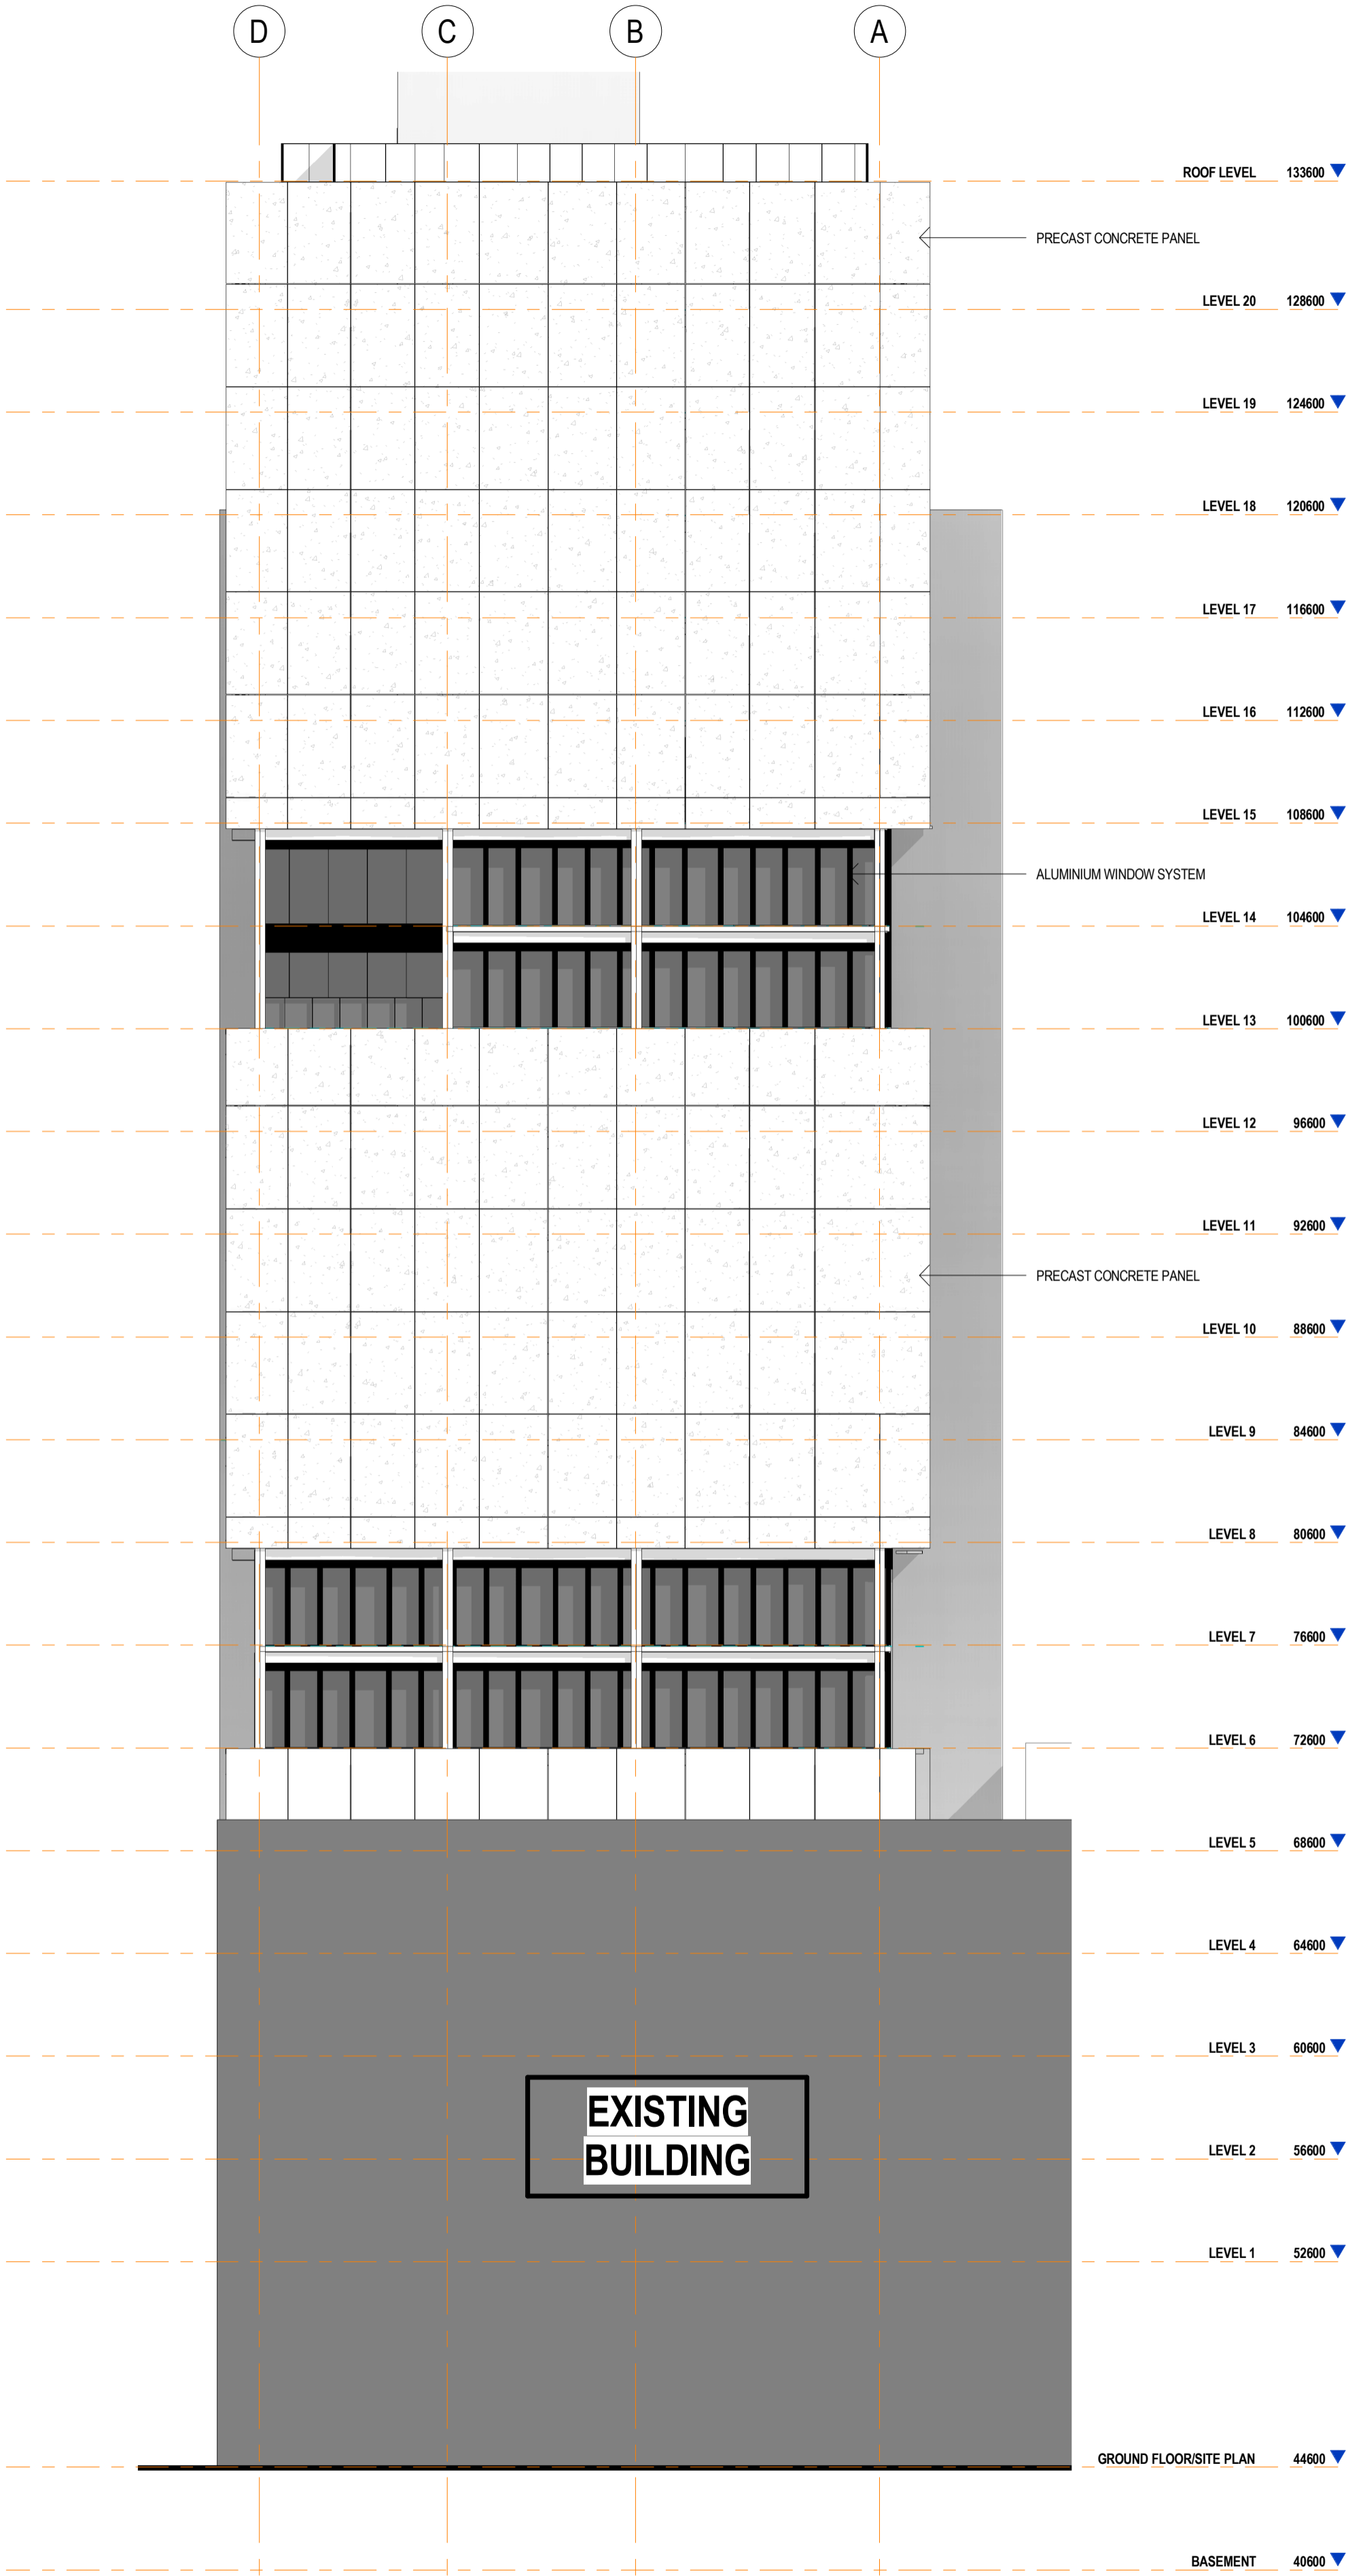 D C B A
ROOF LEVEL 133600
PRECAST CONCRETE PANEL
LEVEL 20 128600
LEVEL 19 124600
LEVEL 18 120600
LEVEL 17 116600
LEVEL 16 112600
LEVEL 15 108600
ALUMINIUM WINDOW SYSTEM
LEVEL 14 104600
LEVEL 13 100600
LEVEL 12 96600
LEVEL 11 92600
PRECAST CONCRETE PANEL
LEVEL 10 88600
LEVEL 9 84600
LEVEL 8 80600
LEVEL 7 76600
LEVEL 6 72600
LEVEL 5 68600
LEVEL 4 64600
LEVEL 3 60600
EXISTING
BUILDING
LEVEL 2 56600
LEVEL 1 52600
GROUND FLOOR/SITE PLAN 44600
BASEMENT 40600